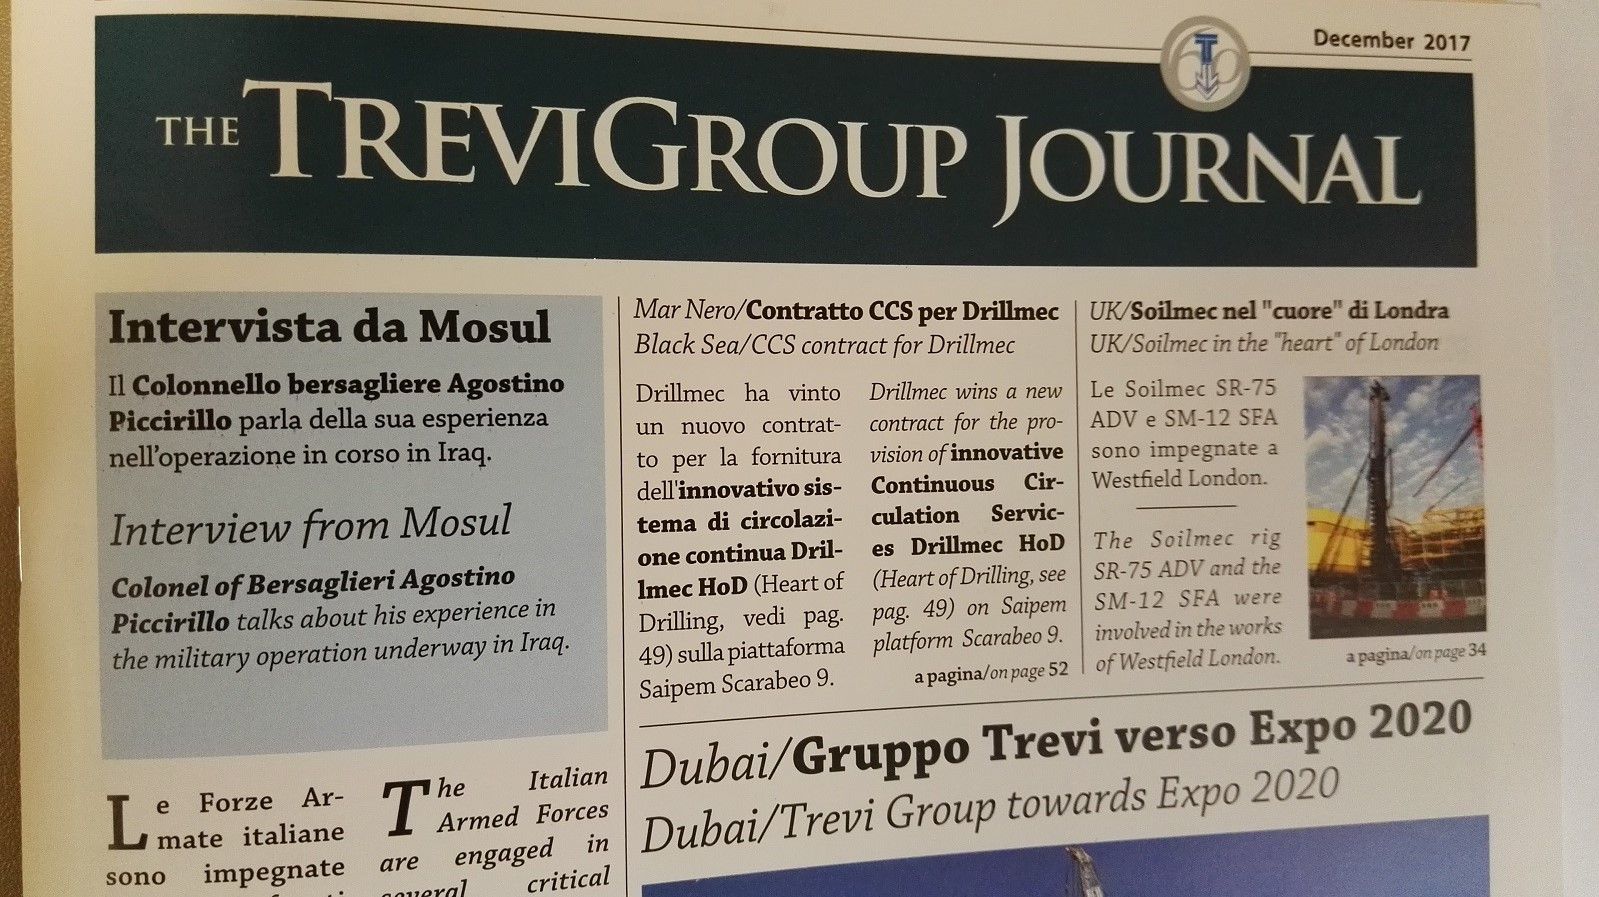 December 2017
THE TREVIGROUP JOURNAL
Intervista da Mosul
Il Colonnello bersagliere Agostino
Piccirillo parla della sua esperienza
nell'operazione in corso in Iraq.
Interview from Mosul
Colonel of Bersaglieri Agostino
Piccirillo talks about his experience in
the military operation underway in Iraq.
Le Forze Ar-
mate italiane
sono impegnate
The Italian
Armed Forces
are engaged in
several critical
Mar Nero/Contratto CCS per Drillmec
Black Sea/CCS contract for Drillmec
Drillmec ha vinto
un nuovo contrat-
to per la fornitura
dell'innovativo sis-
tema di circolazi-
one continua Dril-
lmec HoD (Heart of
Drilling, vedi pag.
49) sulla piattaforma
Saipem Scarabeo 9.
Drillmec wins a new
contract for the pro-
vision of innovative
Continuous Cir-
culation Servic-
es Drillmec HoD
(Heart of Drilling, see
pag. 49) on Saipem
platform Scarabeo 9.
a pagina/on page 52
UK/Soilmec nel "cuore" di Londra
UK/Soilmec in the "heart" of London
Le Soilmec SR-75
ADV e SM-12 SFA
sono impegnate a
Westfield London.
The Soilmec rig
SR-75 ADV and the
SM-12 SFA were
involved in the works
of Westfield London.
a pagina/on page 34
Dubai/Gruppo Trevi verso Expo 2020
Dubai/Trevi Group towards Expo 2020